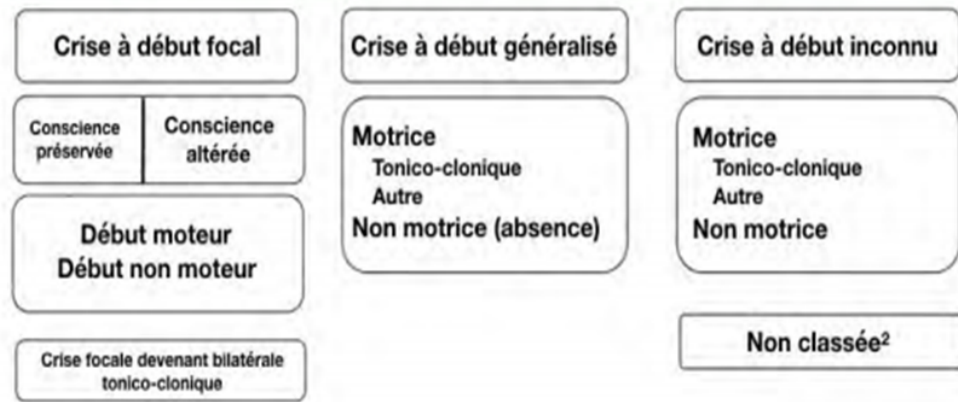 Crise à début focal
Conscience
préservée
Conscience
altérée
Début moteur
Début non moteur
Crise focale devenant bilatérale
tonico-clonique
Crise à début généralisé
Motrice
Tonico-clonique
Autre
Non motrice (absence)
Crise à début inconnu
Motrice
Tonico-clonique
Autre
Non motrice
Non classée²